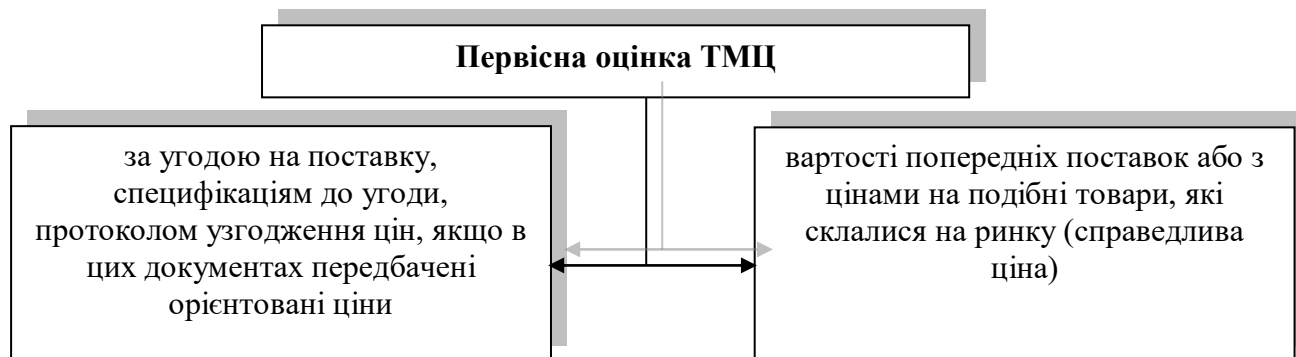 Первісна оцінка ТМЦ
за угодою на поставку,
специфікаціям до угоди,
протоколом узгодження цін, якщо в
цих документах передбачені
орієнтовані ціни
вартості попередніх поставок або з
цінами на подібні товари, які
склалися на ринку (справедлива
ціна)